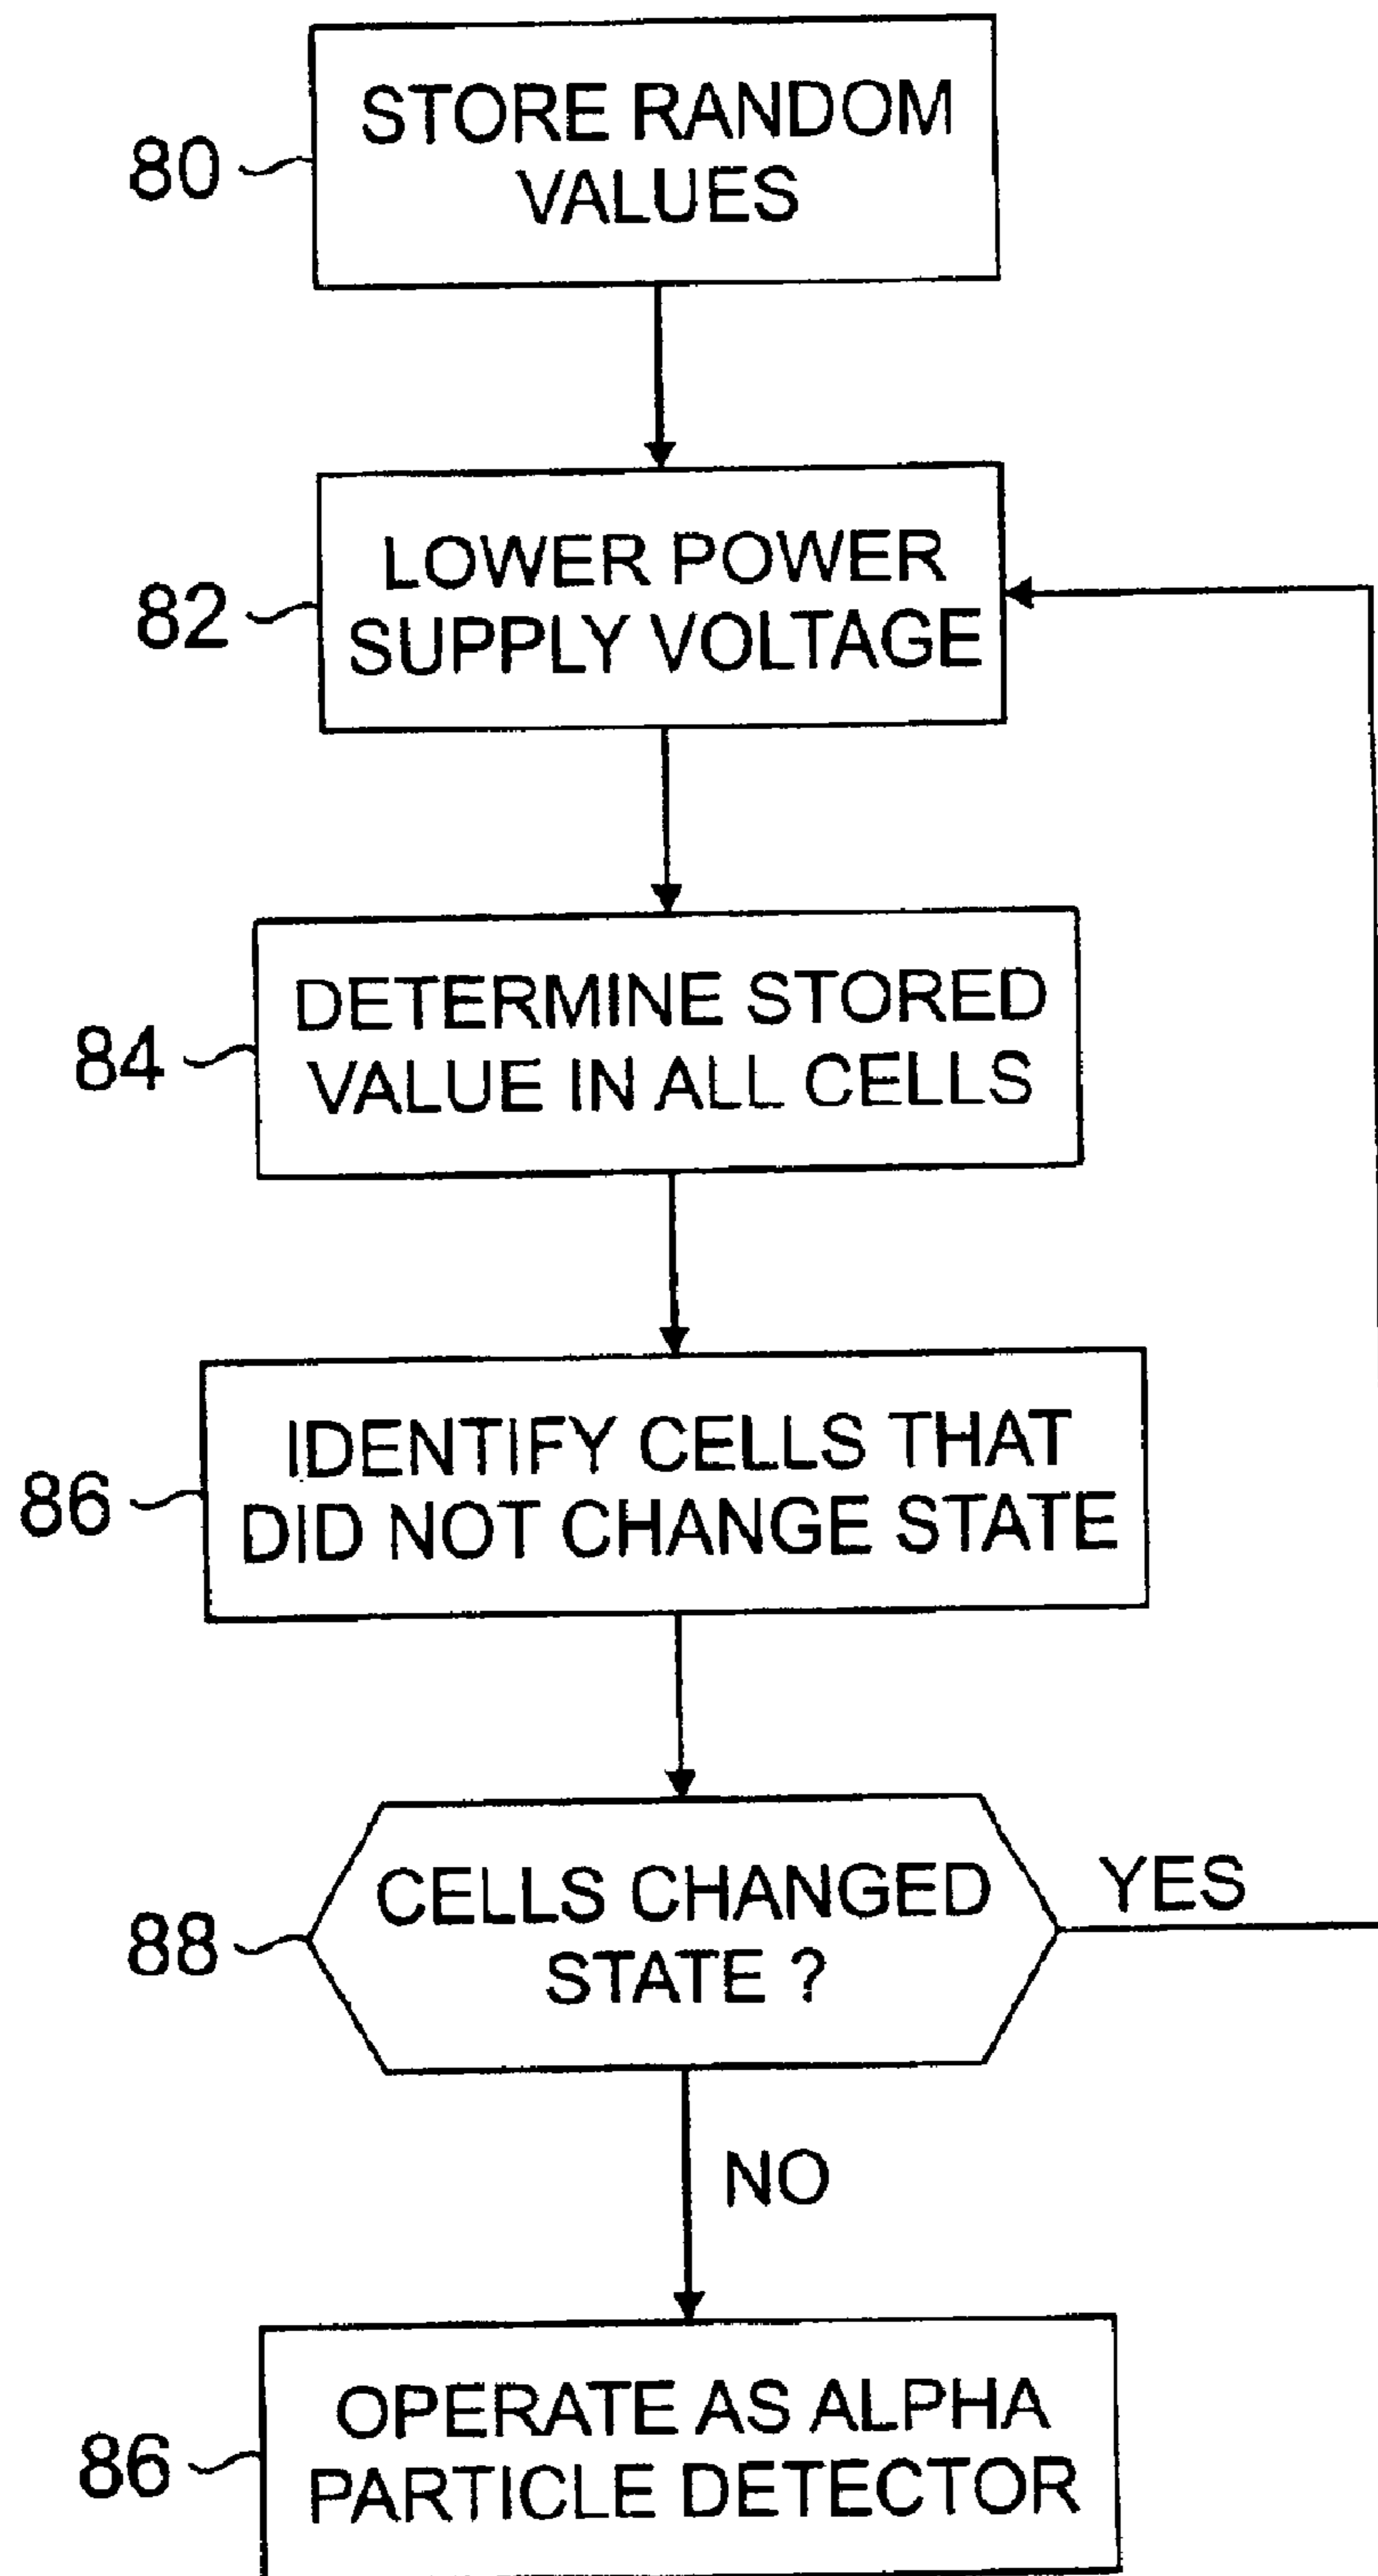 80
STORE RANDOM
VALUES
82
LOWER POWER
SUPPLY VOLTAGE
84
DETERMINE STORED
VALUE IN ALL CELLS
86
IDENTIFY CELLS THAT
DID NOT CHANGE STATE
88
CELLS CHANGED
STATE ?
YES
NO
86
OPERATE AS ALPHA
PARTICLE DETECTOR